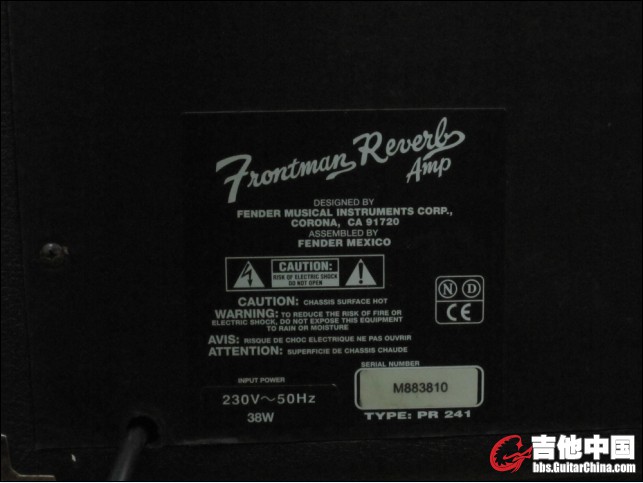 Frontman Reverb
Amp
DESIGNED BY
FENDER MUSICAL INSTRUMENTS CORP.,
CORONA, CA 91720
ASSEMBLED BY
FENDER MEXICO
CAUTION:
RISK OF ELECTRIC SHOCK
DO NOT OPEN
N D
CE
CAUTION: CHASSIS SURFACE HOT
WARNING: TO REDUCE THE RISK OF FIRE OR
ELECTRIC SHOCK, DO NOT EXPOSE THIS EQUIPMENT
TO RAIN OR MOISTURE
AVIS: RISQUE DE CHOC ELECTRIQUE NE PAS OUVRIR
ATTENTION: SUPERFICIE DE CHASSIS CHAUDE
INPUT POWER
230V～50Hz
38W
SERIAL NUMBER
M883810
TYPE: PR 241
吉他中国
bbs.GuitarChina.com